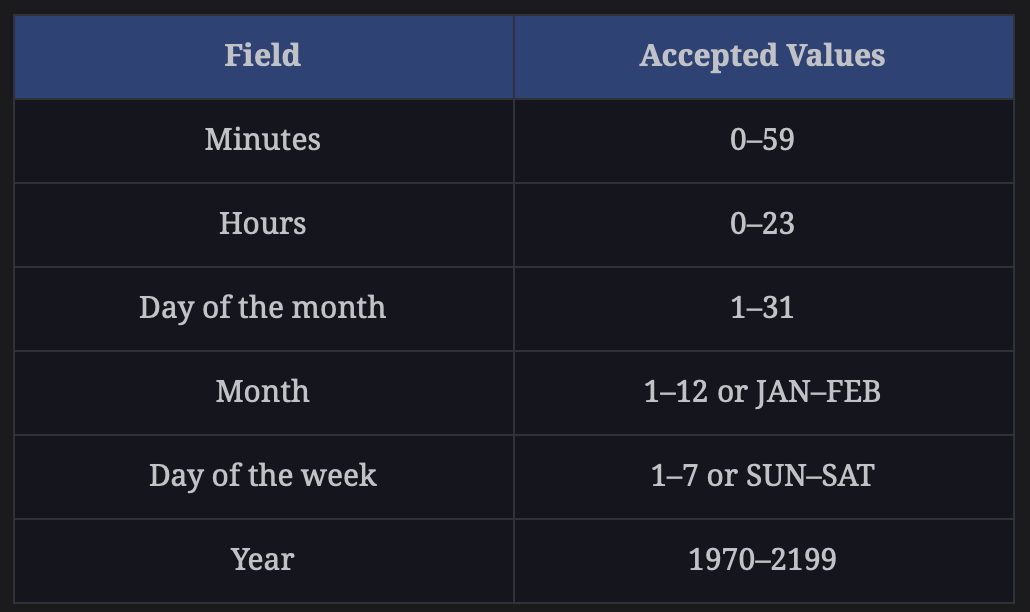 Field Accepted Values
Minutes 0–59
Hours 0–23
Day of the month 1–31
Month 1–12 or JAN–FEB
Day of the week 1–7 or SUN–SAT
Year 1970–2199